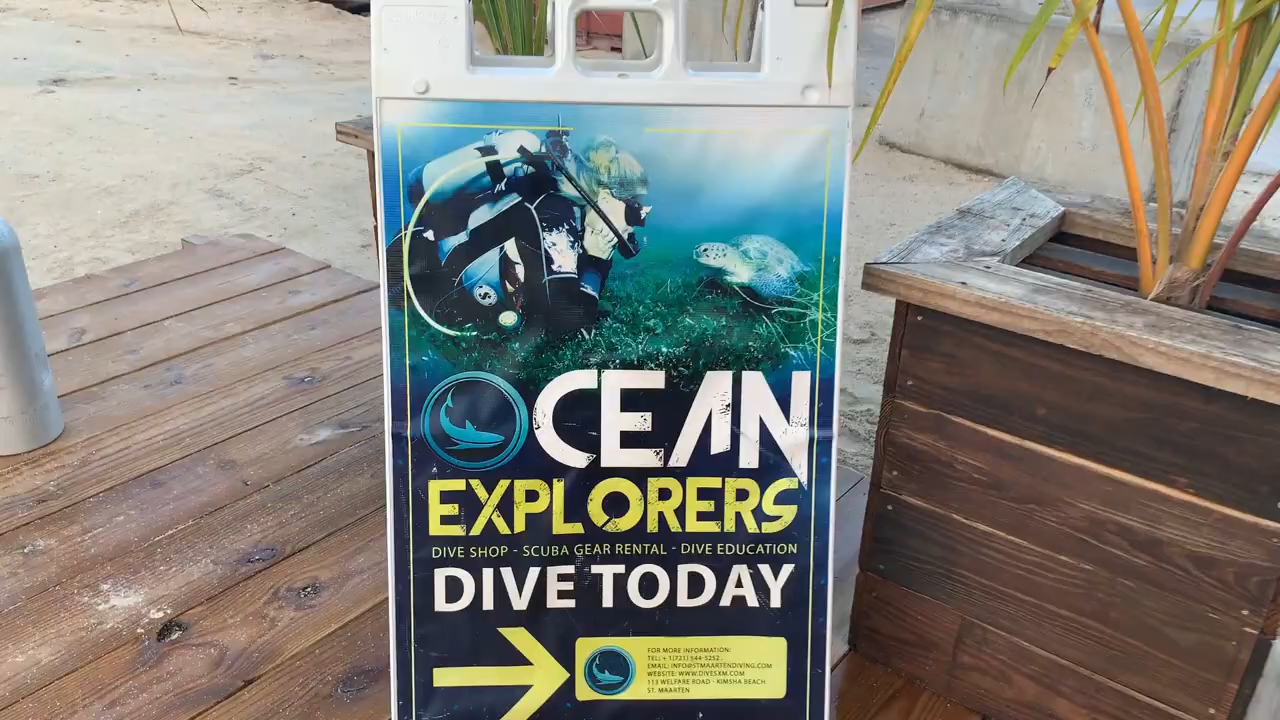 OCEAN
EXPLORERS
DIVE SHOP - SCUBA GEAR RENTAL - DIVE EDUCATION
DIVE TODAY
FOR MORE INFORMATION:
TEL: + 1(721) 544-5252.
EMAIL: INFO@STMAARTENDIVING.COM
WEBSITE: WWW.DIVESXM.COM
113 WELFARE ROAD - KIMSHA BEACH
ST. MAARTEN